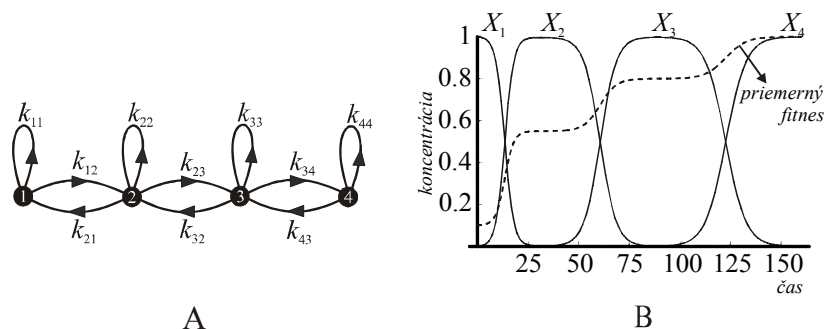 k11 k22 k33 k44
k12 k23 k34
1 2 3 4
k21 k32 k43
A
X1 X2 X3 X4
1
0.8
0.6
0.4
0.2
koncentrácia
priemerný
fitnes
25 50 75 100 125 150
čas
B